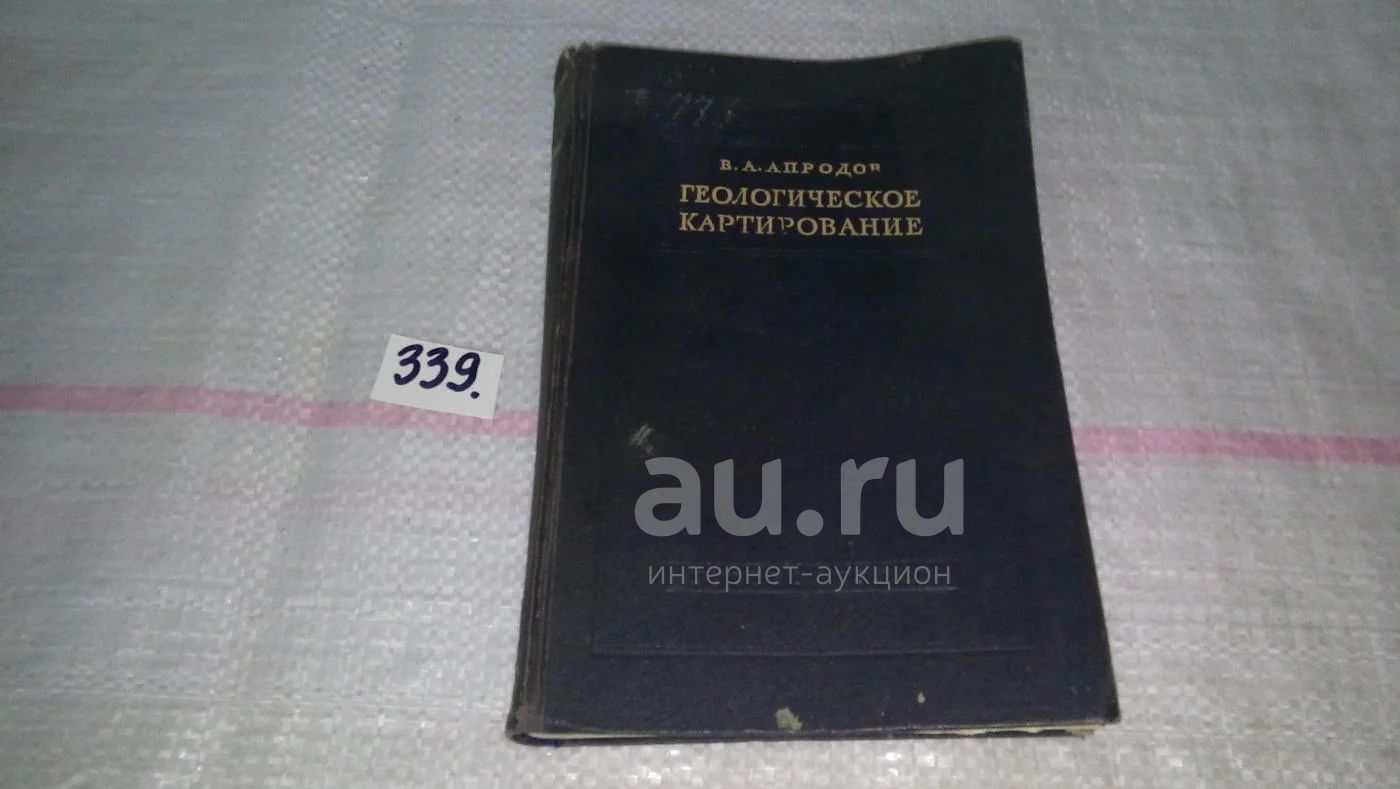 В. А. АПРОДОВ
ГЕОЛОГИЧЕСКОЕ
КАРТИРОВАНИЕ
339.
au.ru
интернет-аукцион